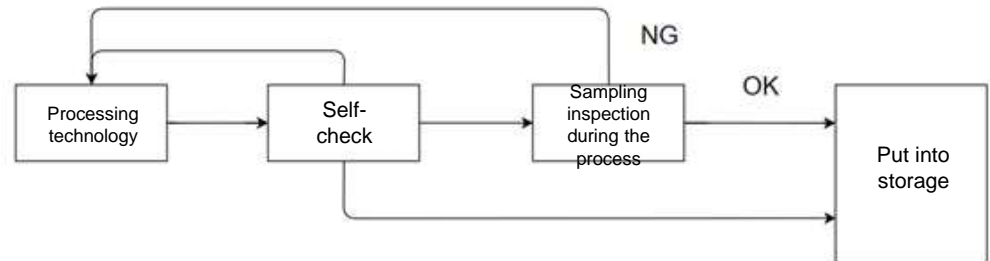 NG
OK
Processing
technology
Self-
check
Sampling
inspection
during the
process
Put into
storage